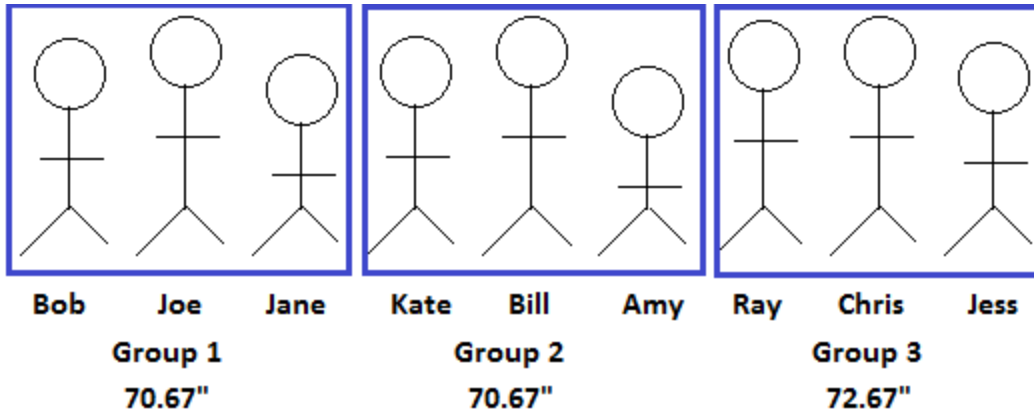 Bob Joe Jane Kate Bill Amy Ray Chris Jess
Group 1 Group 2 Group 3
70.67" 70.67" 72.67"